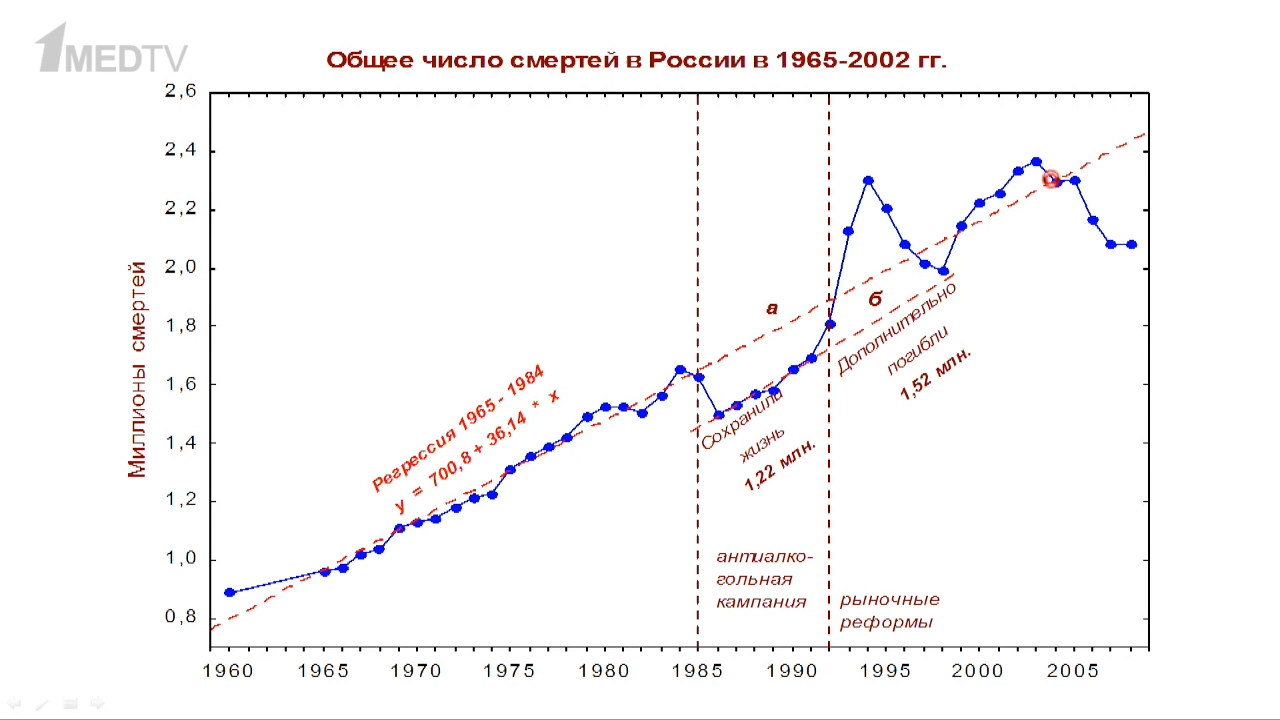 1MEDTV
Общее число смертей в России в 1965-2002 гг.
Миллионы смертей
2,6
2,4
2,2
2,0
1,8
1,6
1,4
1,2
1,0
0,8
Регрессия 1965 - 1984
y = 700,8 + 36,14 * x
а
б
Сохранили
жизнь
1,22 млн.
Дополнительно
погибли
1,52 млн.
антиалко-
гольная
кампания
рыночные
реформы
1960 1965 1970 1975 1980 1985 1990 1995 2000 2005